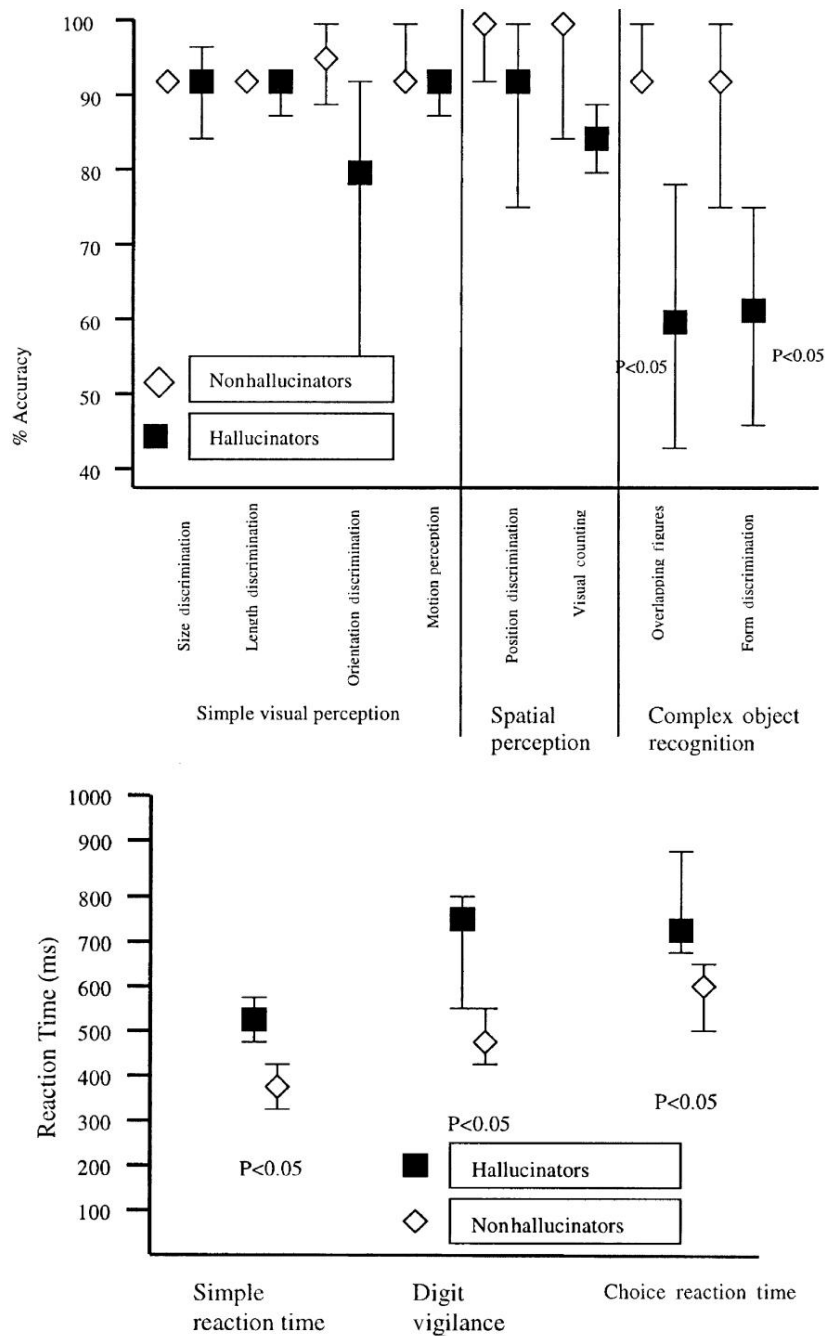 100
90
80
70
60
50
40
% Accuracy
Nonhallucinators
Hallucinators
P<0.05
P<0.05
Size discrimination
Length discrimination
Orientation discrimination
Motion perception
Position discrimination
Visual counting
Overlapping figures
Form discrimination
Simple visual perception
Spatial
perception
Complex object
recognition
1000
900
800
700
600
500
400
300
200
100
Reaction Time (ms)
P<0.05
P<0.05
P<0.05
Hallucinators
Nonhallucinators
Simple
reaction time
Digit
vigilance
Choice reaction time